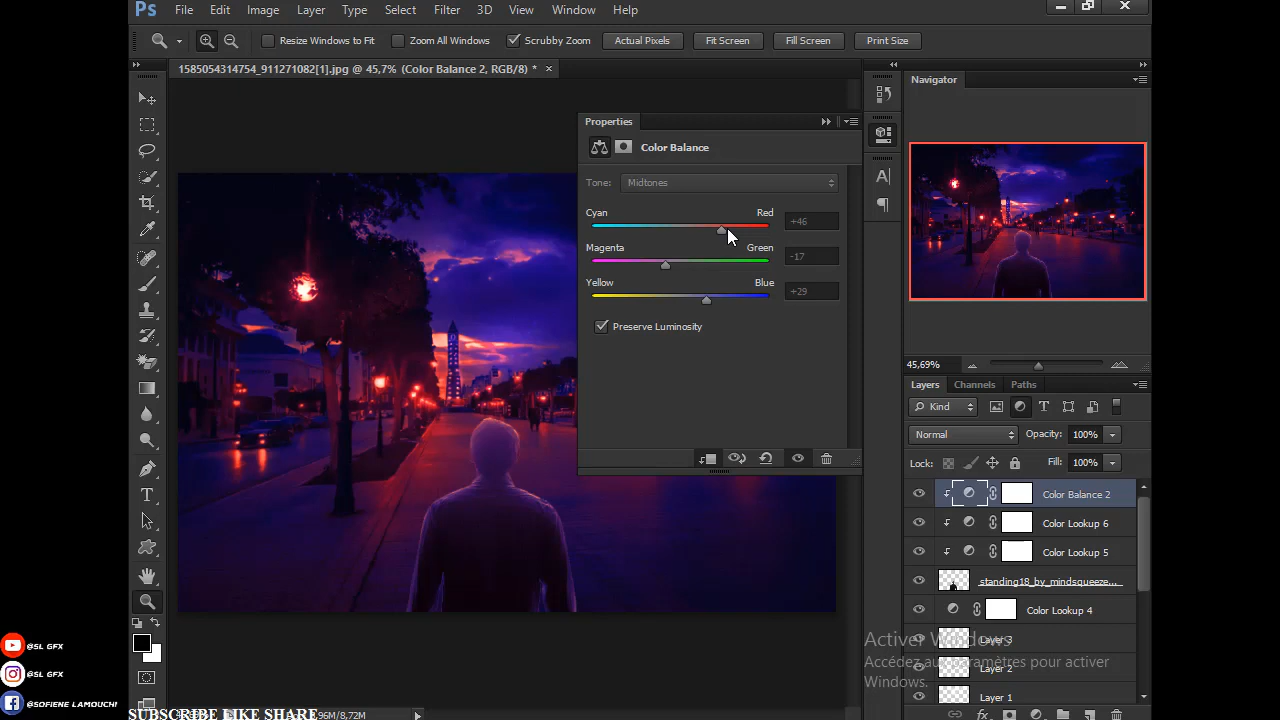 Ps File Edit Image Layer Type Select Filter 3D View Window Help
Resize Windows to Fit Zoom All Windows Scrubby Zoom Actual Pixels Fit Screen Fill Screen Print Size
1585054314754_911271082[1].jpg @ 45,7% (Color Balance 2, RGB/8) * ×
Navigator
Properties
Color Balance
Tone: Midtones
Cyan Red +46
Magenta Green -17
Yellow Blue +29
Preserve Luminosity
45,69%
Layers Channels Paths
Kind
Normal Opacity: 100%
Lock: Fill: 100%
Color Balance 2
Color Lookup 6
Color Lookup 5
standing18_by_mindsqueeze...
Color Lookup 4
Layer 3
Layer 2
Layer 1
Activer Windows
Accédez aux paramètres pour activer
Windows.
@SL GFX
@SL GFX
@SOFIENE LAMOUCHI
SUBSCRIBE LIKE SHARE